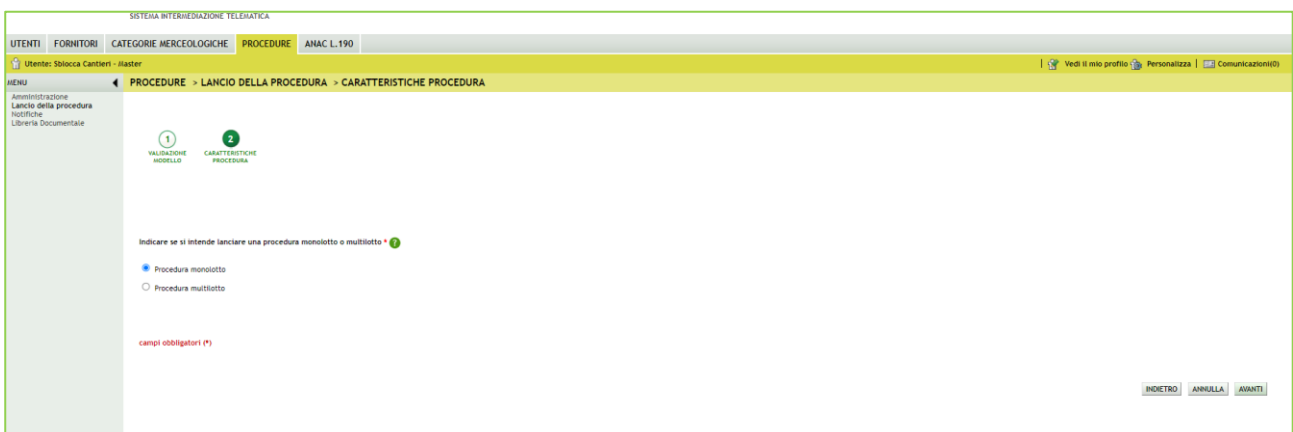 SISTEMA INTERMEDIAZIONE TELEMATICA
UTENTI FORNITORI CATEGORIE MERCEOLOGICHE PROCEDURE ANAC L.190
Utente: Sblocca Cantieri - Master
Vedi il mio profilo Personalizza Comunicazioni(0)
MENU
PROCEDURE > LANCIO DELLA PROCEDURA > CARATTERISTICHE PROCEDURA
Amministrazione
Lancio della procedura
Notifiche
Libreria Documentale
1 2
VALIDAZIONE MODELLO
CARATTERISTICHE PROCEDURA
Indicare se si intende lanciare una procedura monolotto o multilotto * ?
Procedura monolotto
Procedura multilotto
campi obbligatori (*)
INDIETRO ANNULLA AVANTI